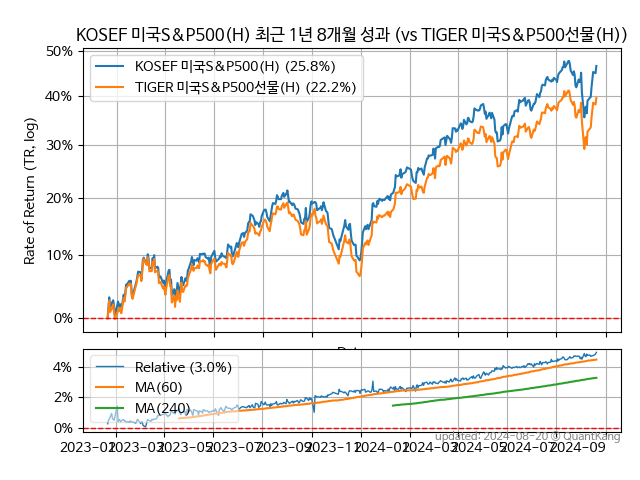 KOSEF 미국S&P500(H) 최근 1년 8개월 성과 (vs TIGER 미국S&P500선물(H))
50%
40%
30%
20%
10%
0%
Rate of Return (TR, log)
KOSEF 미국S&P500(H) (25.8%)
TIGER 미국S&P500선물(H) (22.2%)
4%
2%
0%
Relative (3.0%)
MA(60)
MA(240)
2023-01
2023-03
2023-05
2023-07
2023-09
2023-11
2024-01
2024-03
2024-05
2024-07
2024-09
updated: 2024-08-20 © QuantKang